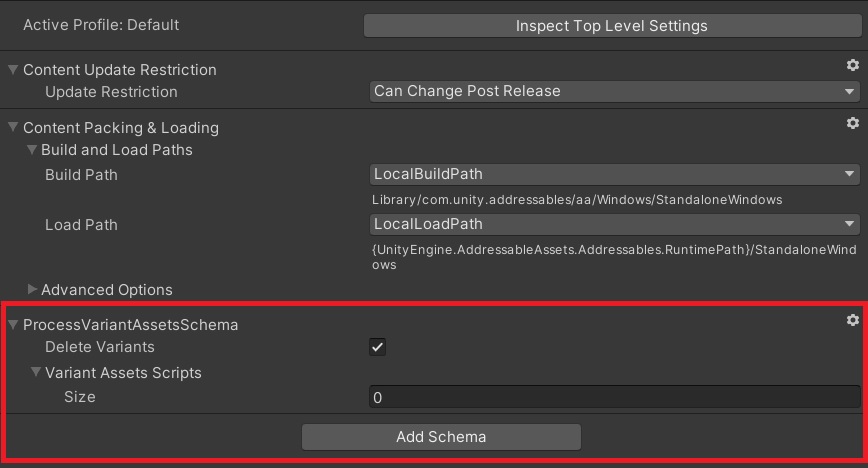 Active Profile: Default
Inspect Top Level Settings
Content Update Restriction
Update Restriction
Can Change Post Release
Content Packing & Loading
Build and Load Paths
Build Path
LocalBuildPath
Library/com.unity.addressables/aa/Windows/StandaloneWindows
Load Path
LocalLoadPath
{UnityEngine.AddressableAssets.Addressables.RuntimePath}/StandaloneWind
ows
Advanced Options
ProcessVariantAssetsSchema
Delete Variants
Variant Assets Scripts
Size
0
Add Schema